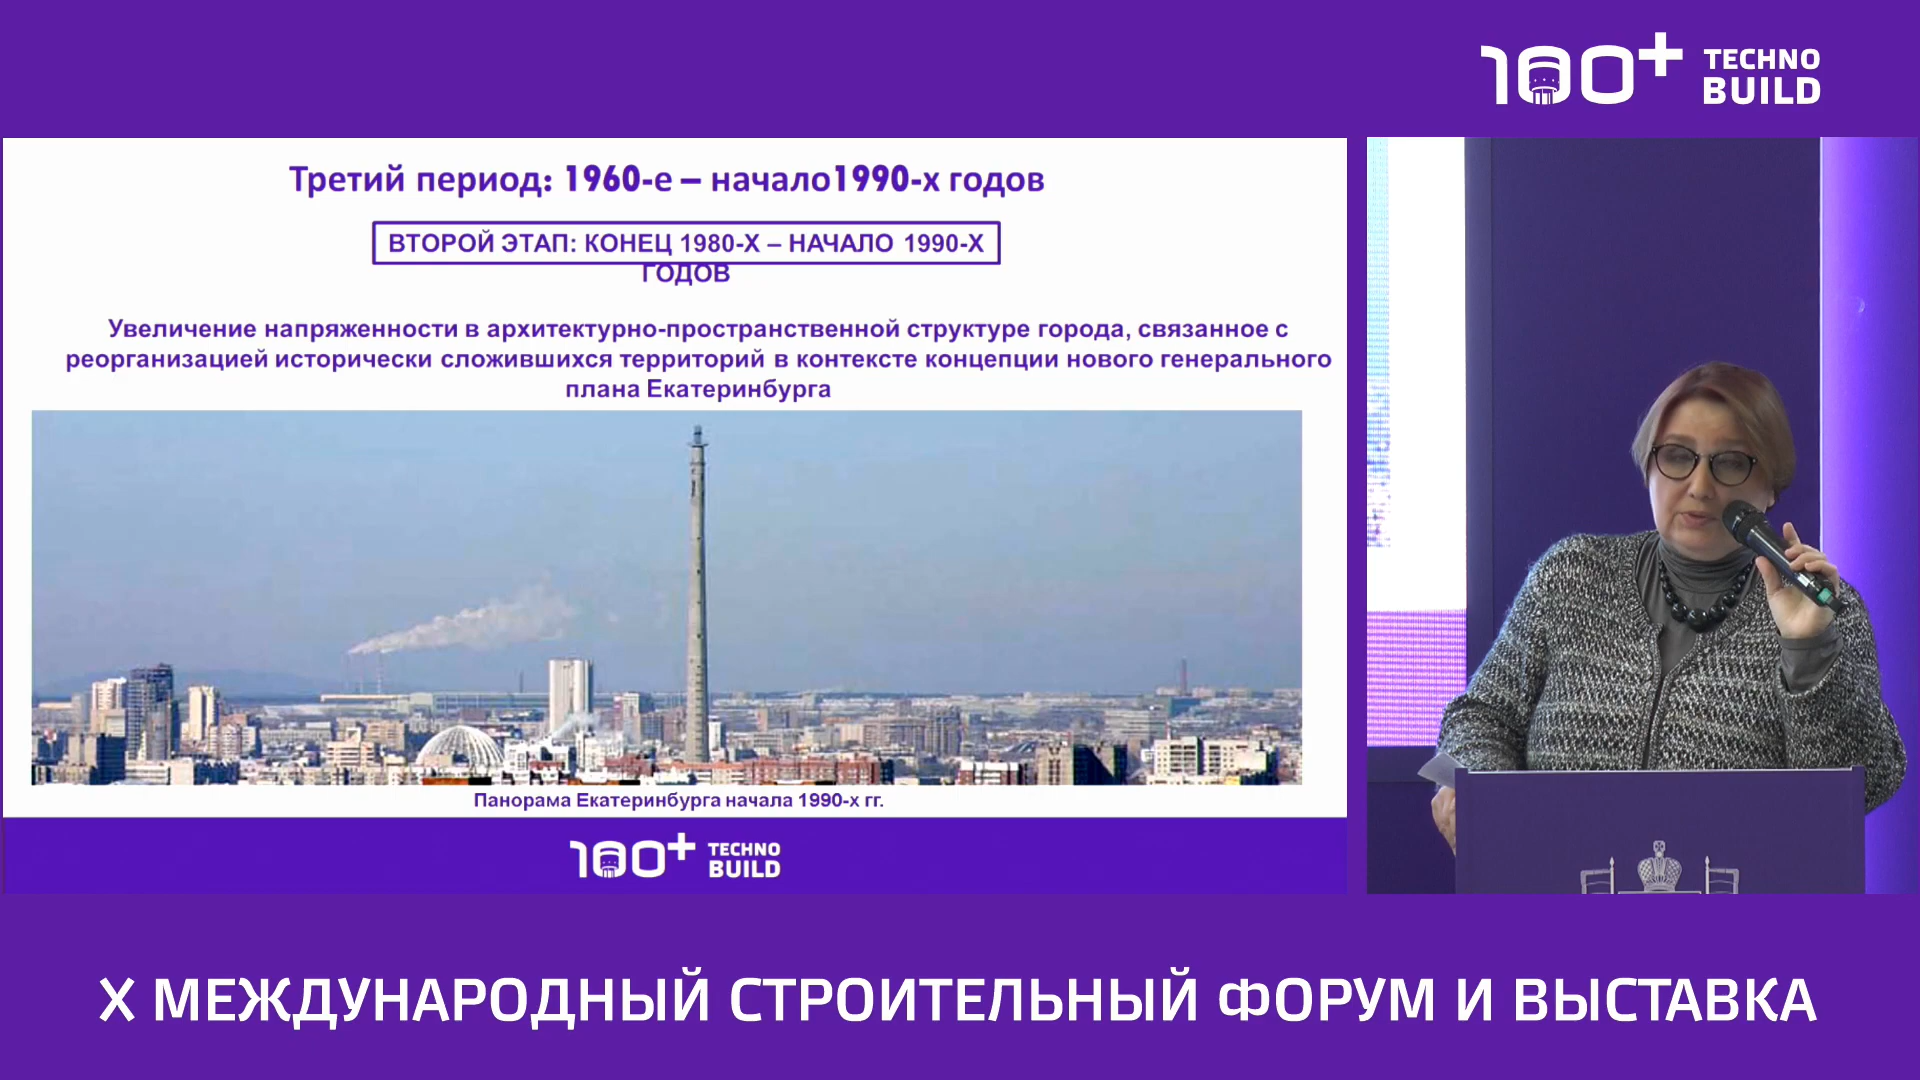 100+ TECHNO
BUILD
Третий период: 1960-е – начало1990-х годов
ВТОРОЙ ЭТАП: КОНЕЦ 1980-Х – НАЧАЛО 1990-Х
ГОДОВ
Увеличение напряженности в архитектурно-пространственной структуре города, связанное с
реорганизацией исторически сложившихся территорий в контексте концепции нового генерального
плана Екатеринбурга
Панорама Екатеринбурга начала 1990-х гг.
100+ TECHNO
BUILD
X МЕЖДУНАРОДНЫЙ СТРОИТЕЛЬНЫЙ ФОРУМ И ВЫСТАВКА